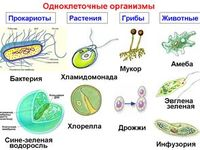 Одноклеточные организмы
Прокариоты Растения Грибы Животные
Бактерия
Хламидомонада
Мукор
Амеба
Сине-зеленая
водоросль
Хлорелла
Дрожжи
Эвглена
зеленая
Инфузория